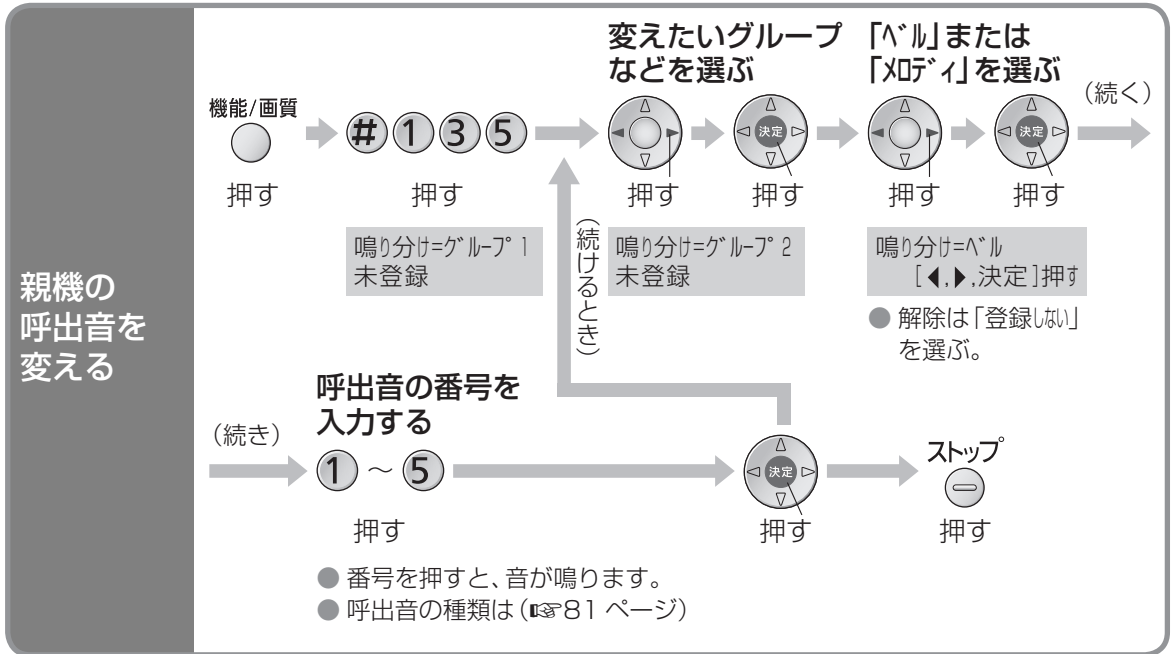 親機の
呼出音を
変える
機能/画質
押す
#135
押す
鳴り分け=グループ1
未登録
(続けるとき)
変えたいグループ
などを選ぶ
決定
押す
押す
鳴り分け=グループ2
未登録
「ベル」または
「メロディ」を選ぶ
決定
押す
押す
(続く)
鳴り分け=ベル
[◀,▶,決定]押す
● 解除は「登録しない」
を選ぶ。
(続き)
呼出音の番号を
入力する
1 ～ 5
押す
決定
押す
ストップ
押す
● 番号を押すと、音が鳴ります。
● 呼出音の種類は(☞81 ページ)